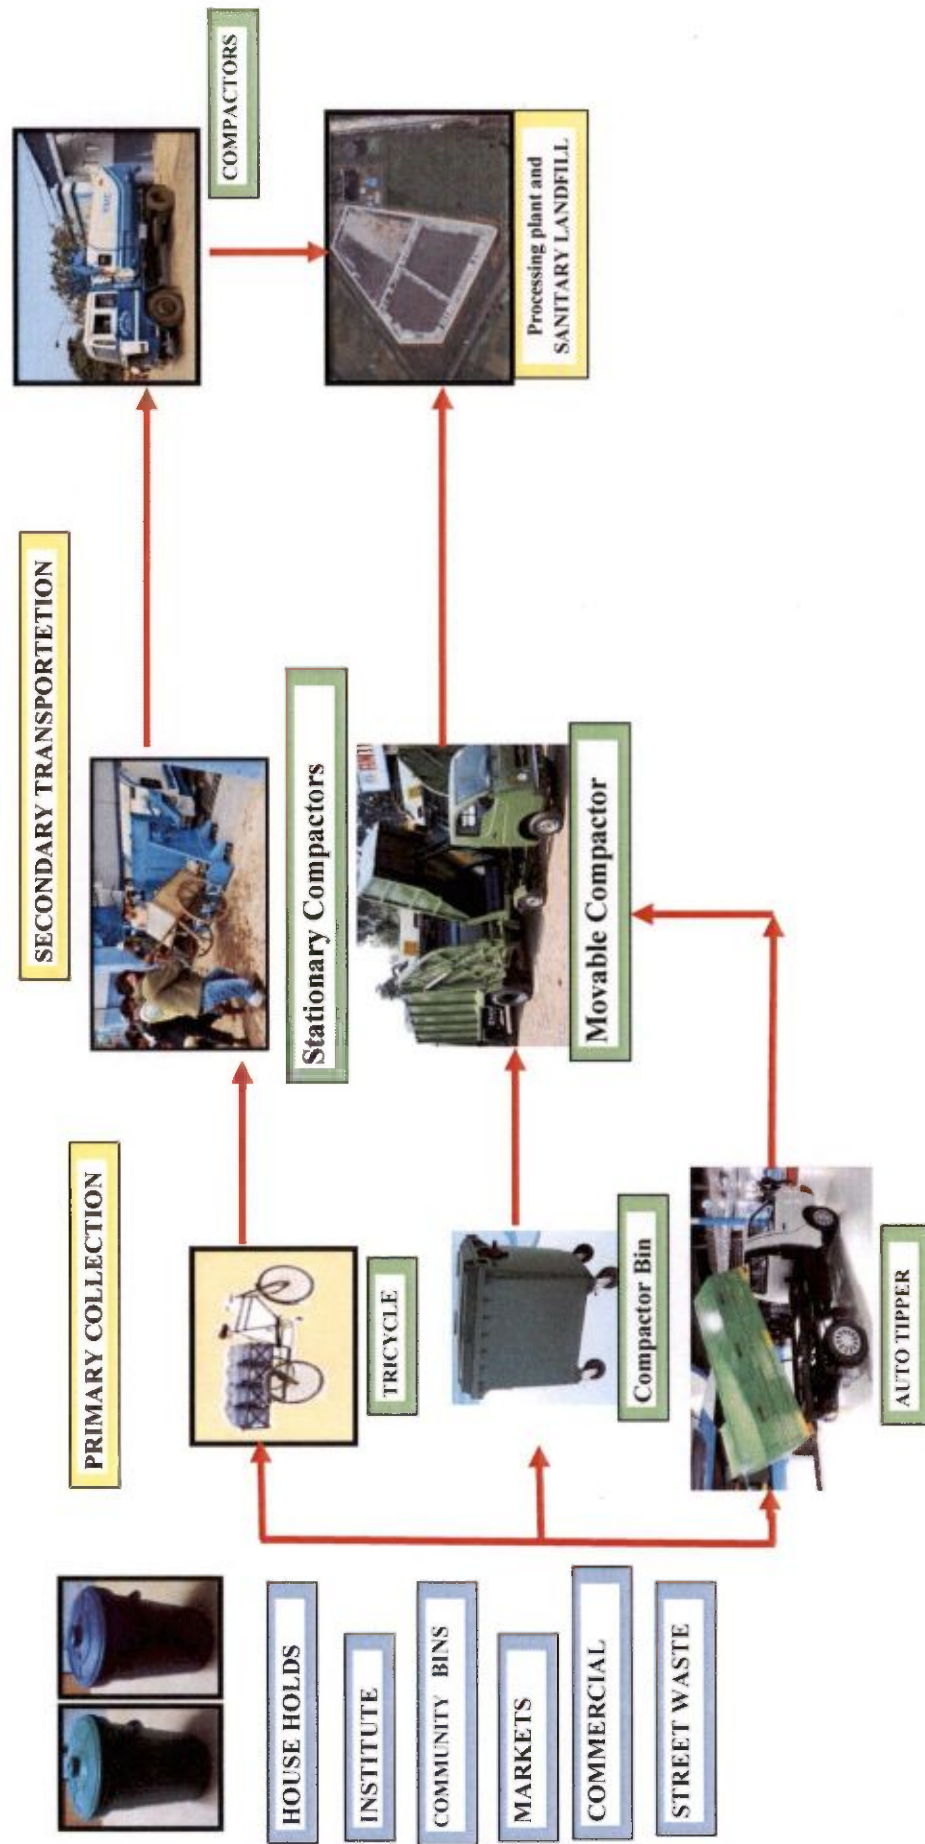 HOUSE HOLDS
INSTITUTE
COMMUNITY BINS
MARKETS
COMMERCIAL
STREET WASTE
PRIMARY COLLECTION
TRICYCLE
Compactor Bin
AUTO TIPPER
SECONDARY TRANSPORTETION
Stationary Compactors
Movable Compactor
COMPACTORS
Processing plant and
SANITARY LANDFILL